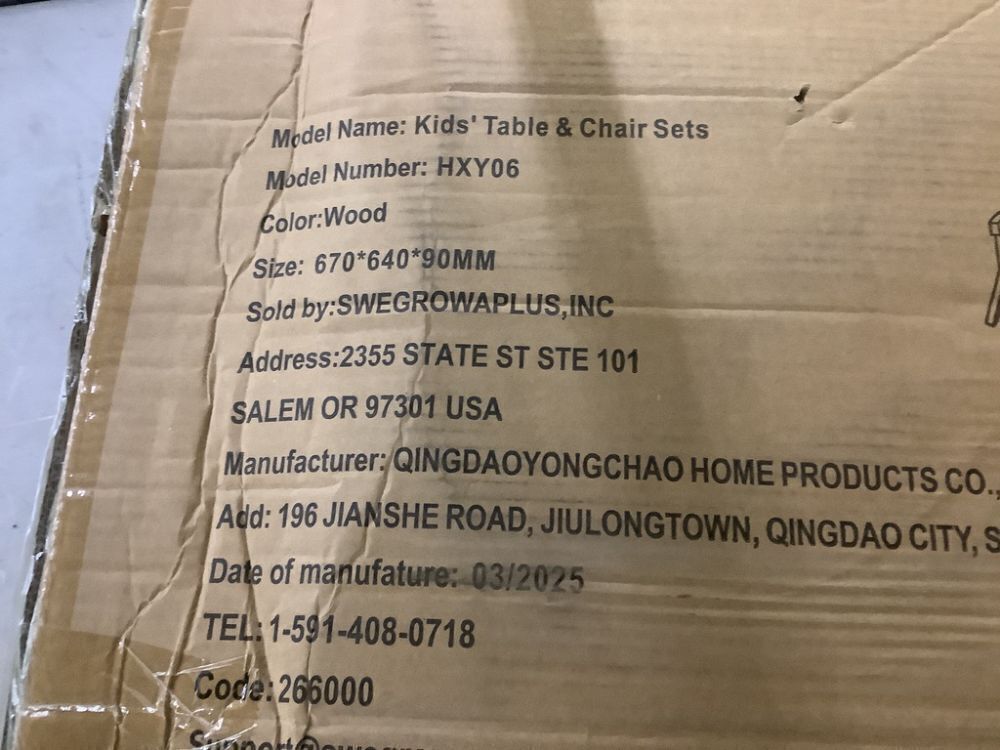 Model Name: Kids' Table & Chair Sets
Model Number: HXY06
Color:Wood
Size: 670*640*90MM
Sold by:SWEGROWAPLUS,INC
Address:2355 STATE ST STE 101
SALEM OR 97301 USA
Manufacturer: QINGDAOYONGCHAO HOME PRODUCTS CO.,
Add: 196 JIANSHE ROAD, JIULONGTOWN, QINGDAO CITY, S
Date of manufature: 03/2025
TEL:1-591-408-0718
Code:266000